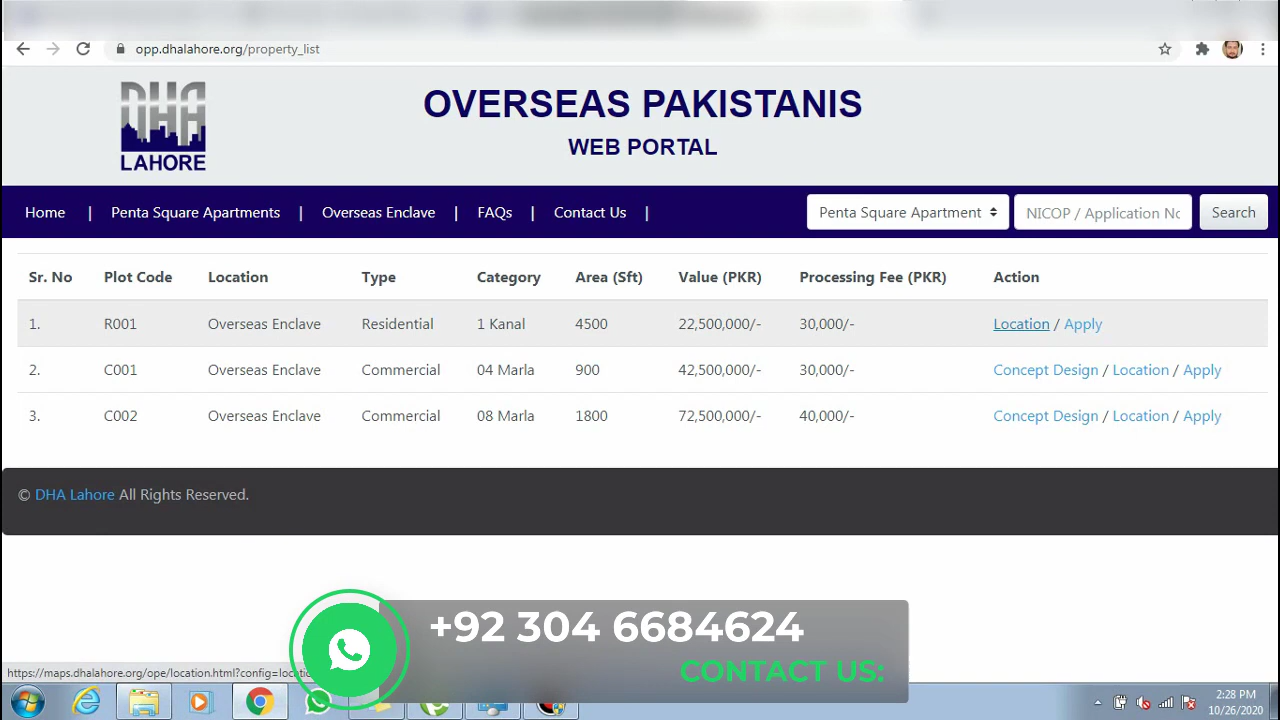 opp.dhalahore.org/property_list
DHA
LAHORE
OVERSEAS PAKISTANIS
WEB PORTAL
Home | Penta Square Apartments | Overseas Enclave | FAQs | Contact Us | Penta Square Apartment NICOP / Application No Search
Sr. No Plot Code Location Type Category Area (Sft) Value (PKR) Processing Fee (PKR) Action
1. R001 Overseas Enclave Residential 1 Kanal 4500 22,500,000/- 30,000/- Location / Apply
2. C001 Overseas Enclave Commercial 04 Marla 900 42,500,000/- 30,000/- Concept Design / Location / Apply
3. C002 Overseas Enclave Commercial 08 Marla 1800 72,500,000/- 40,000/- Concept Design / Location / Apply
© DHA Lahore All Rights Reserved.
+92 304 6684624
CONTACT US:
https://maps.dhalahore.org/ope/location.html?config=locati
2:28 PM
10/26/2020